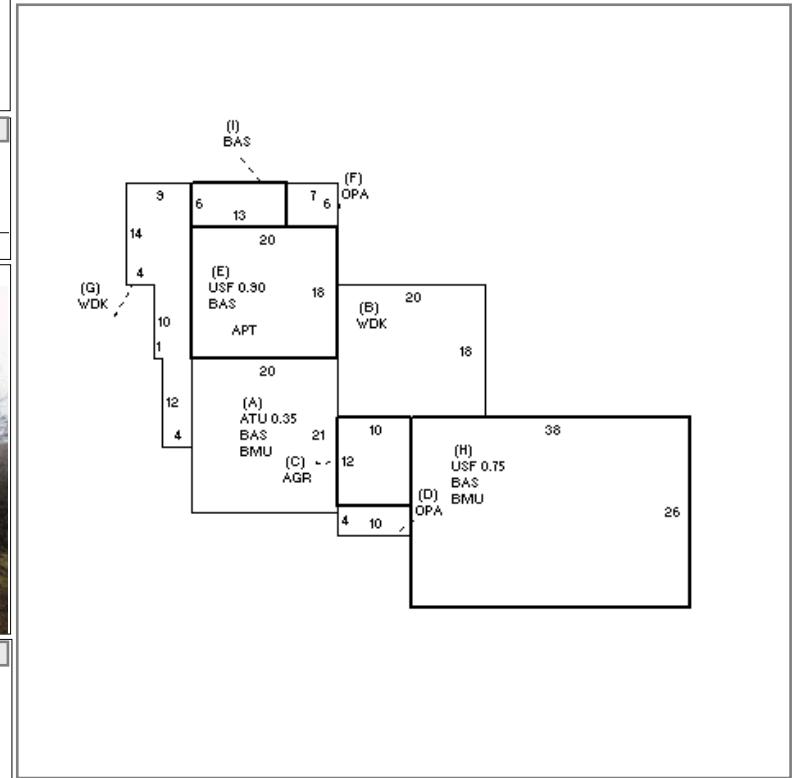 (I)
BAS
(F)
OPA
9
6
13
7
6
14
20
4
(E)
USF 0.90
BAS
18
APT
(G)
WDK
20
(B)
WDK
18
10
1
20
12
4
(A)
ATU 0.35
BAS
BMU
21
(C)
AGR
10
12
38
(H)
USF 0.75
BAS
BMU
26
(D)
OPA
4
10